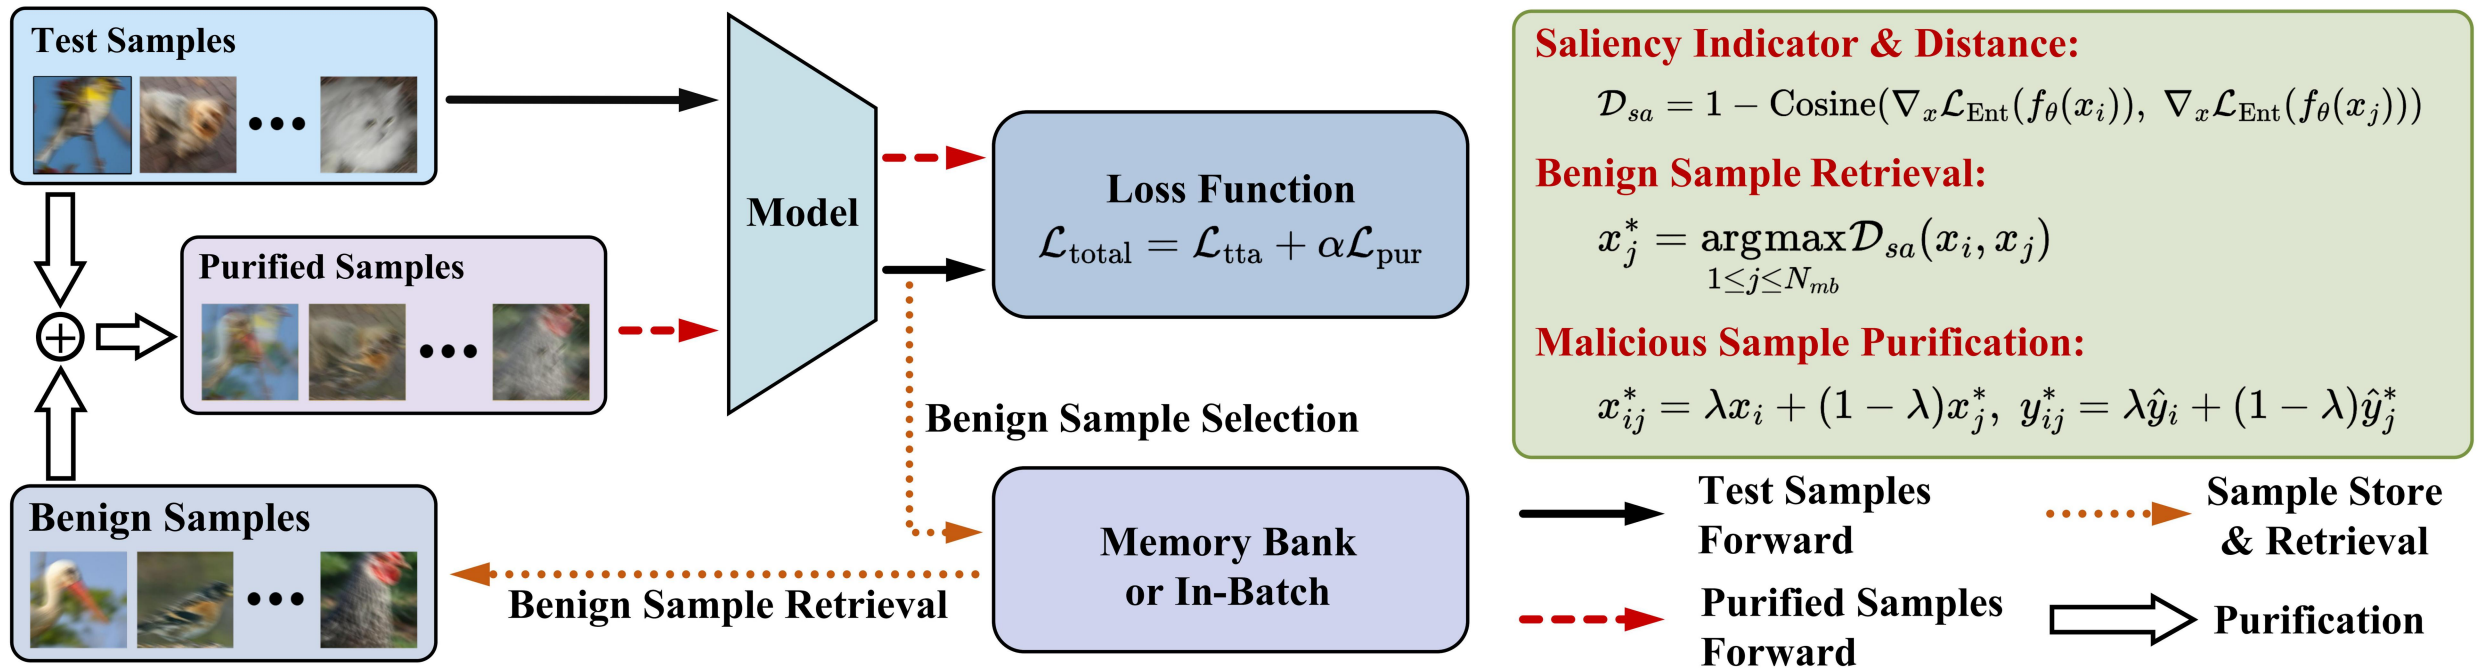 Test Samples
Purified Samples
Benign Samples
Model
Loss Function
ℒ_total = ℒ_tta + αℒ_pur
Benign Sample Selection
Memory Bank
or In-Batch
Benign Sample Retrieval
Saliency Indicator & Distance:
𝒟_sa = 1 − Cosine(∇_x ℒ_Ent(f_θ(x_i)), ∇_x ℒ_Ent(f_θ(x_j)))
Benign Sample Retrieval:
x_j^* = argmax 𝒟_sa(x_i, x_j)
1≤j≤N_mb
Malicious Sample Purification:
x_ij^* = λx_i + (1 − λ)x_j^*, y_ij^* = λŷ_i + (1 − λ)ŷ_j^*
Test Samples
Forward
Sample Store
& Retrieval
Purified Samples
Forward
Purification